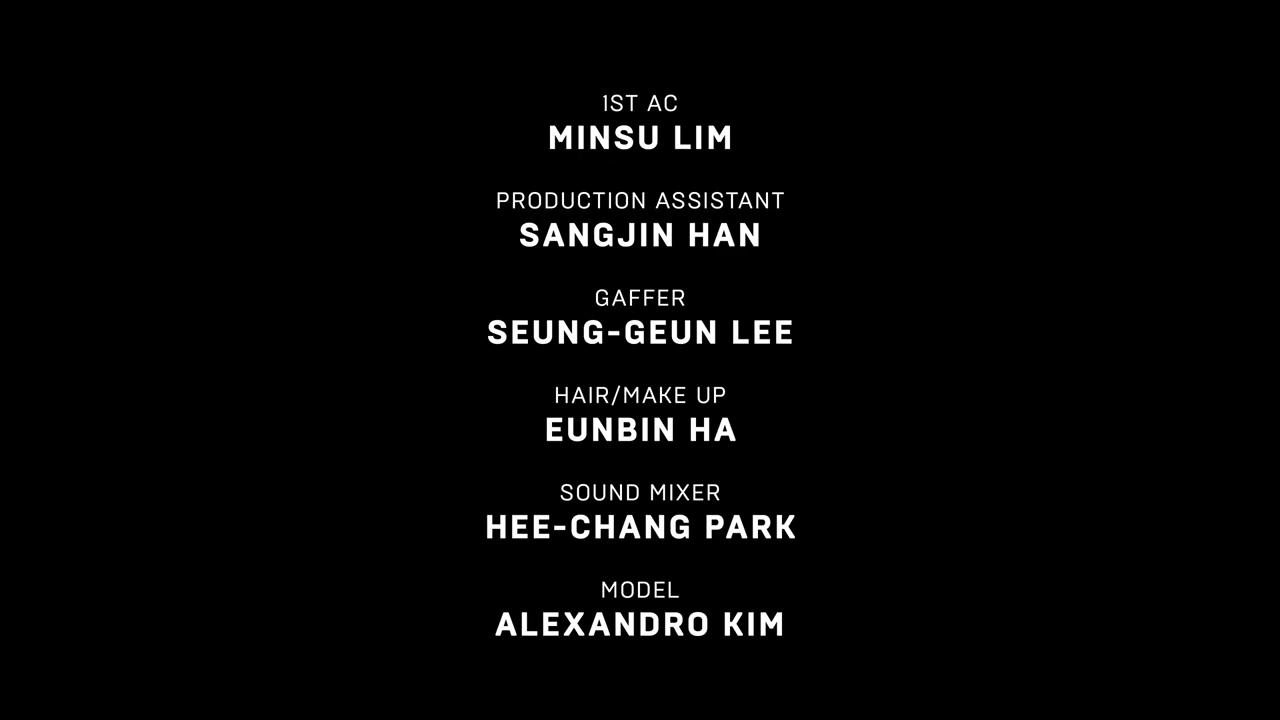 1ST AC
MINSU LIM
PRODUCTION ASSISTANT
SANGJIN HAN
GAFFER
SEUNG-GEUN LEE
HAIR/MAKE UP
EUNBIN HA
SOUND MIXER
HEE-CHANG PARK
MODEL
ALEXANDRO KIM